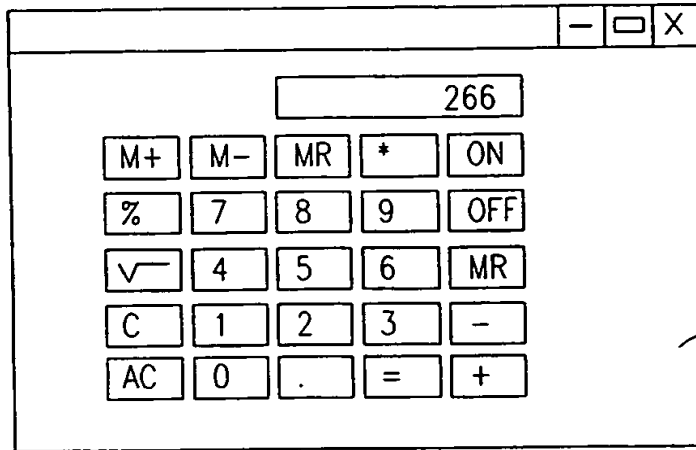 X
266
M+ M- MR * ON
% 7 8 9 OFF
√ 4 5 6 MR
C 1 2 3 -
AC 0 . = +